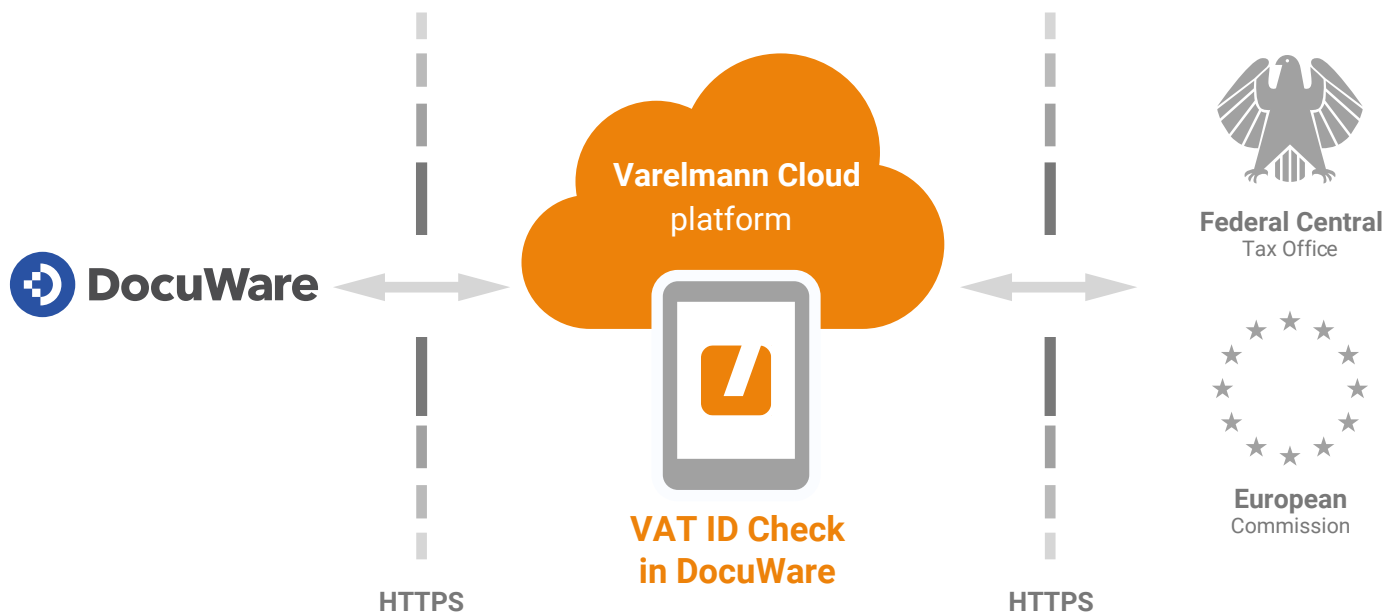 DocuWare
Varelmann Cloud
platform
VAT ID Check
in DocuWare
HTTPS
HTTPS
Federal Central
Tax Office
European
Commission